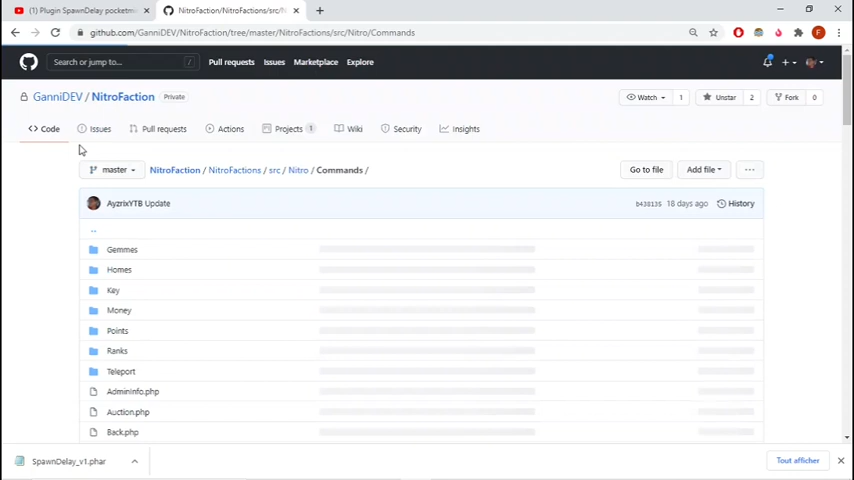 (1) Plugin SpawnDelay pocketmi
NitroFaction/NitroFactions/src/N
github.com/GanniDEV/NitroFaction/tree/master/NitroFactions/src/Nitro/Commands
F
Search or jump to...
/
Pull requests
Issues
Marketplace
Explore
GanniDEV / NitroFaction
Private
Watch
1
Unstar
2
Fork
0
<> Code
Issues
Pull requests
Actions
Projects
1
Wiki
Security
Insights
master
NitroFaction / NitroFactions / src / Nitro / Commands /
Go to file
Add file
...
AyzrixYTB Update
b438135
18 days ago
History
..
Gemmes
Homes
Key
Money
Points
Ranks
Teleport
AdminInfo.php
Auction.php
Back.php
SpawnDelay_v1.phar
Tout afficher